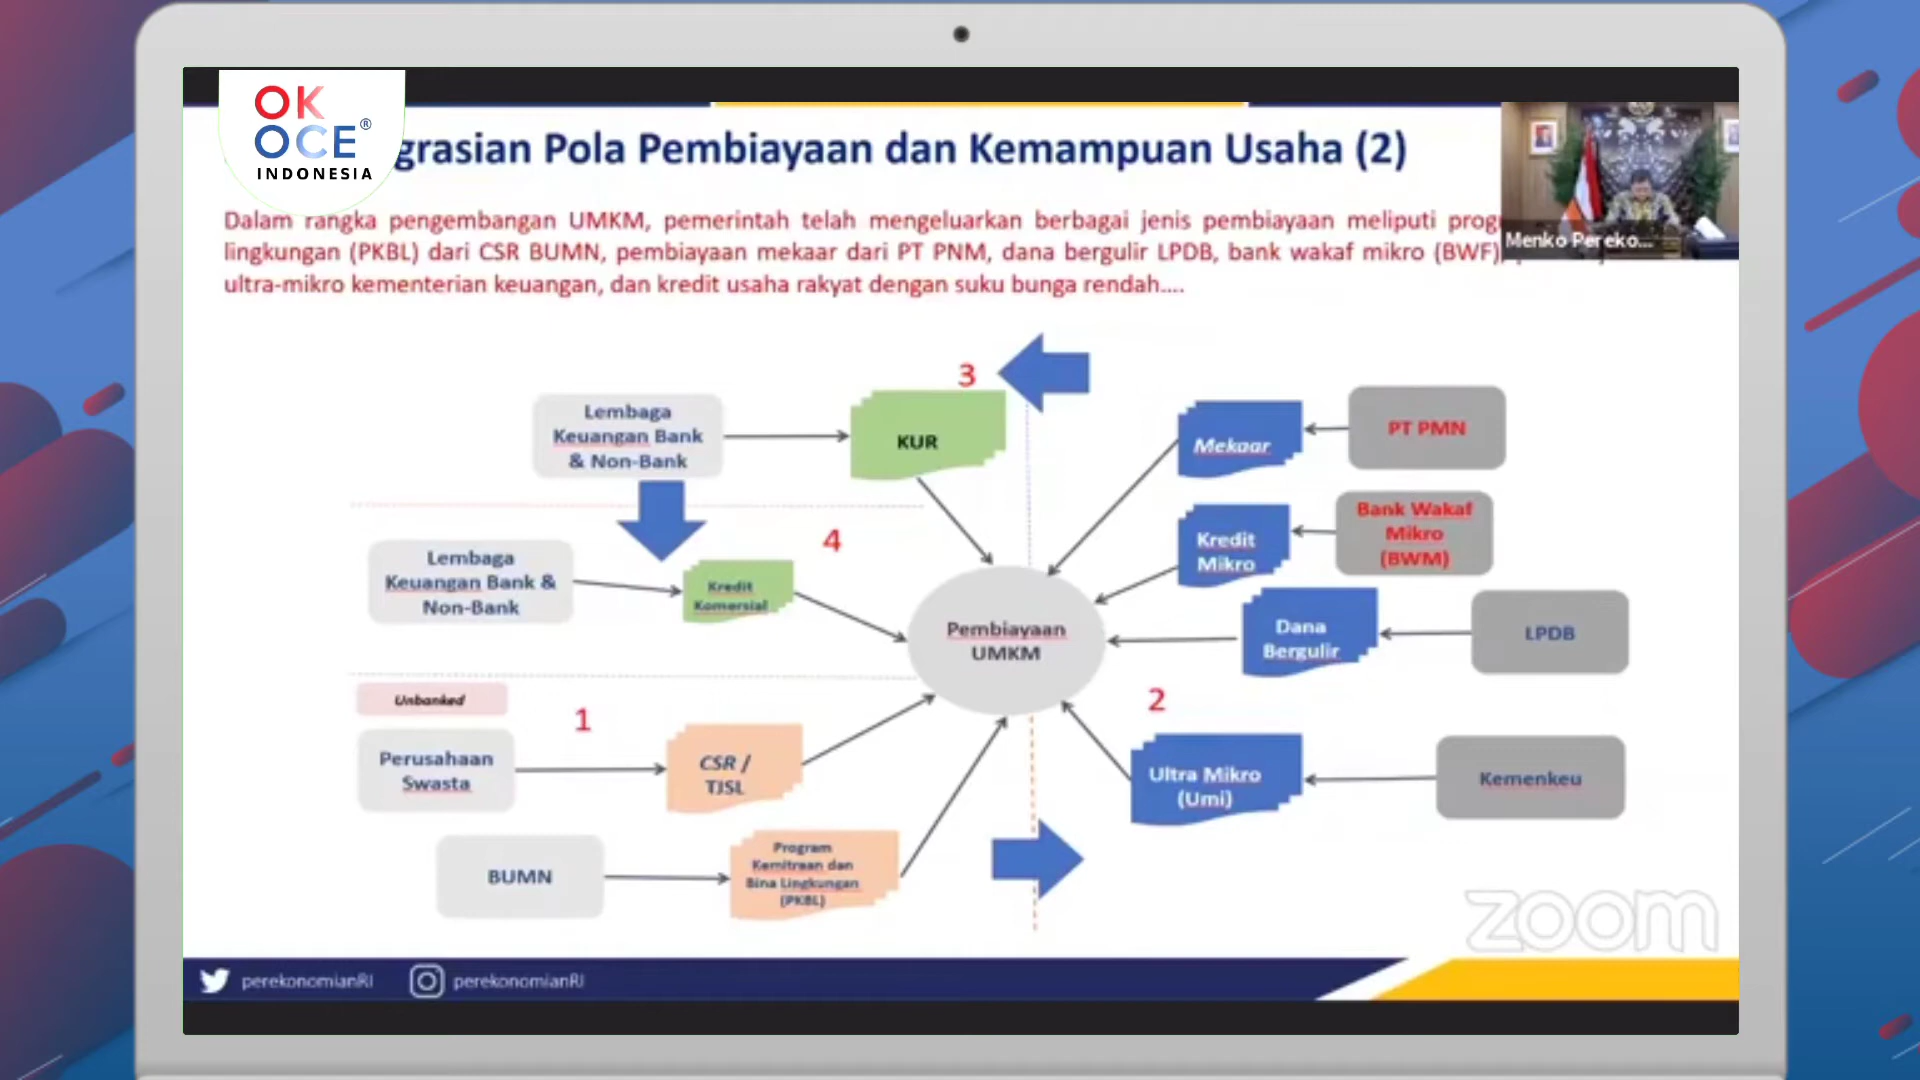 OK
OCE®
INDONESIA
grasian Pola Pembiayaan dan Kemampuan Usaha (2)
Dalam rangka pengembangan UMKM, pemerintah telah mengeluarkan berbagai jenis pembiayaan meliputi
lingkungan (PKBL) dari CSR BUMN, pembiayaan mekaar dari PT PNM, dana bergulir LPDB, bank wakaf mikro (BWF)
ultra-mikro kementerian keuangan, dan kredit usaha rakyat dengan suku bunga rendah....
Menko Pereko...
3
Lembaga
Keuangan Bank
& Non-Bank
KUR
Mekaar
PT PMN
4
Kredit
Mikro
Bank Wakaf
Mikro
(BWM)
Lembaga
Keuangan Bank &
Non-Bank
Kredit
Komersial
Pembiayaan
UMKM
Dana
Bergulir
LPDB
Unbanked
1
2
Perusahaan
Swasta
CSR /
TJSL
Ultra Mikro
(Umi)
Kemenkeu
BUMN
Program
Kemitraan dan
Bina Lingkungan
(PKBL)
zoom
perekonomianRI
perekonomianRI